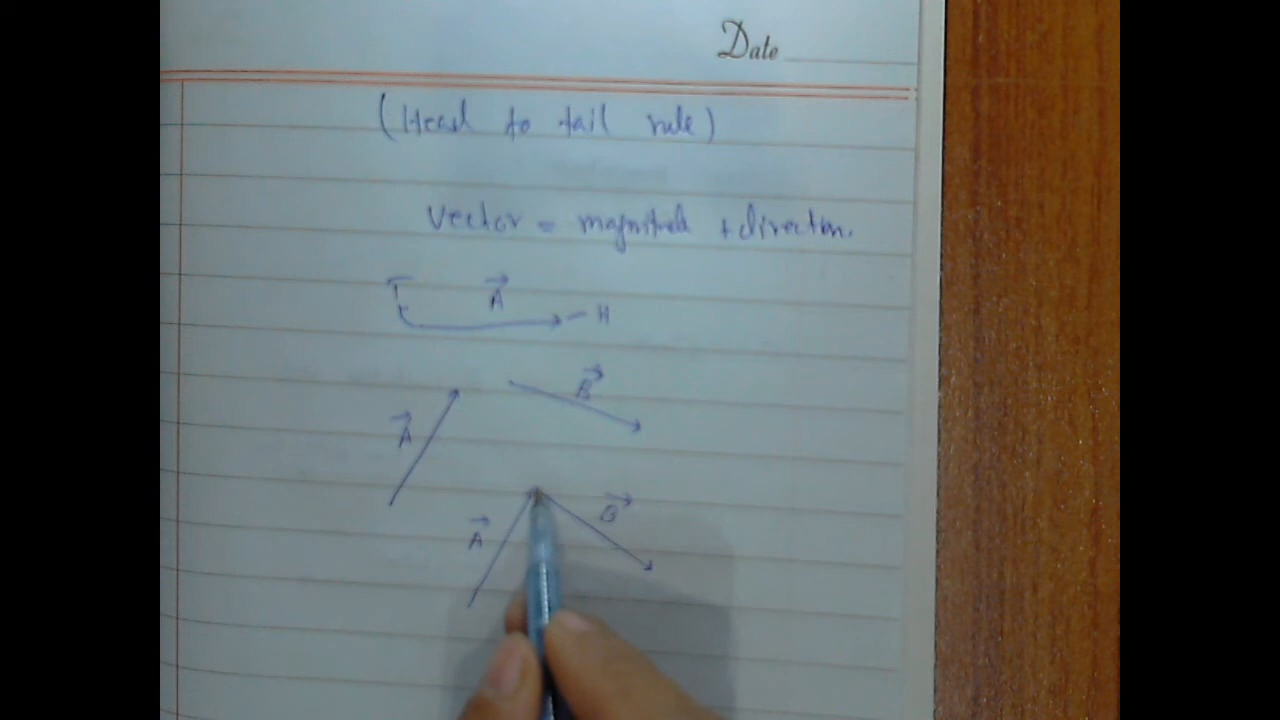 Date
(Head to tail rule)
Vector = magnitude + direction.
T
A
H
A
B
A
B